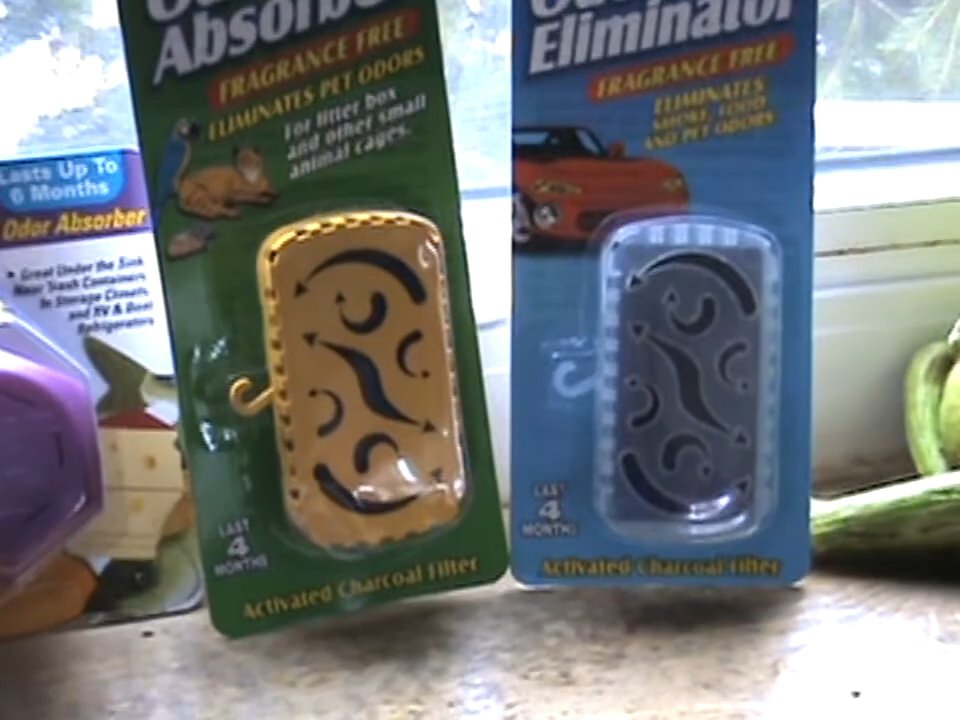 Lasts Up To
6 Months
Odor Absorber
• Great Under the Sink
Near Trash Containers
In Storage Closets
and RV & Boat
Refrigerators
Absorber
FRAGRANCE FREE
ELIMINATES PET ODORS
For litter box
and other small
animal cages.
LAST
4
MONTHS
Activated Charcoal Filter
Eliminator
FRAGRANCE FREE
ELIMINATES
SMOKE, FOOD
AND PET ODORS
LAST
4
MONTHS
Activated Charcoal Filter